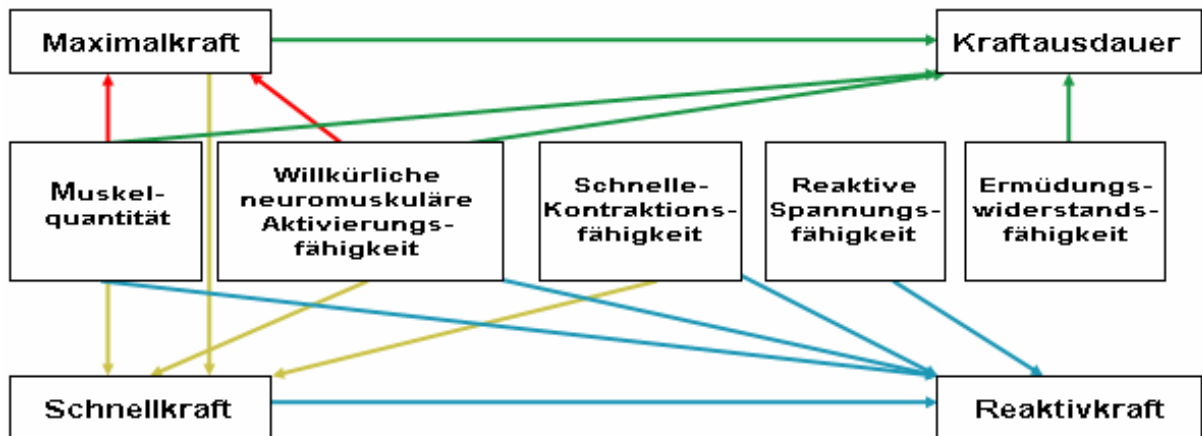 Maximalkraft
Kraftausdauer
Muskel-
quantität
Willkürliche
neuromuskuläre
Aktivierungs-
fähigkeit
Schnelle-
Kontraktions-
fähigkeit
Reaktive
Spannungs-
fähigkeit
Ermüdungs-
widerstands-
fähigkeit
Schnellkraft
Reaktivkraft